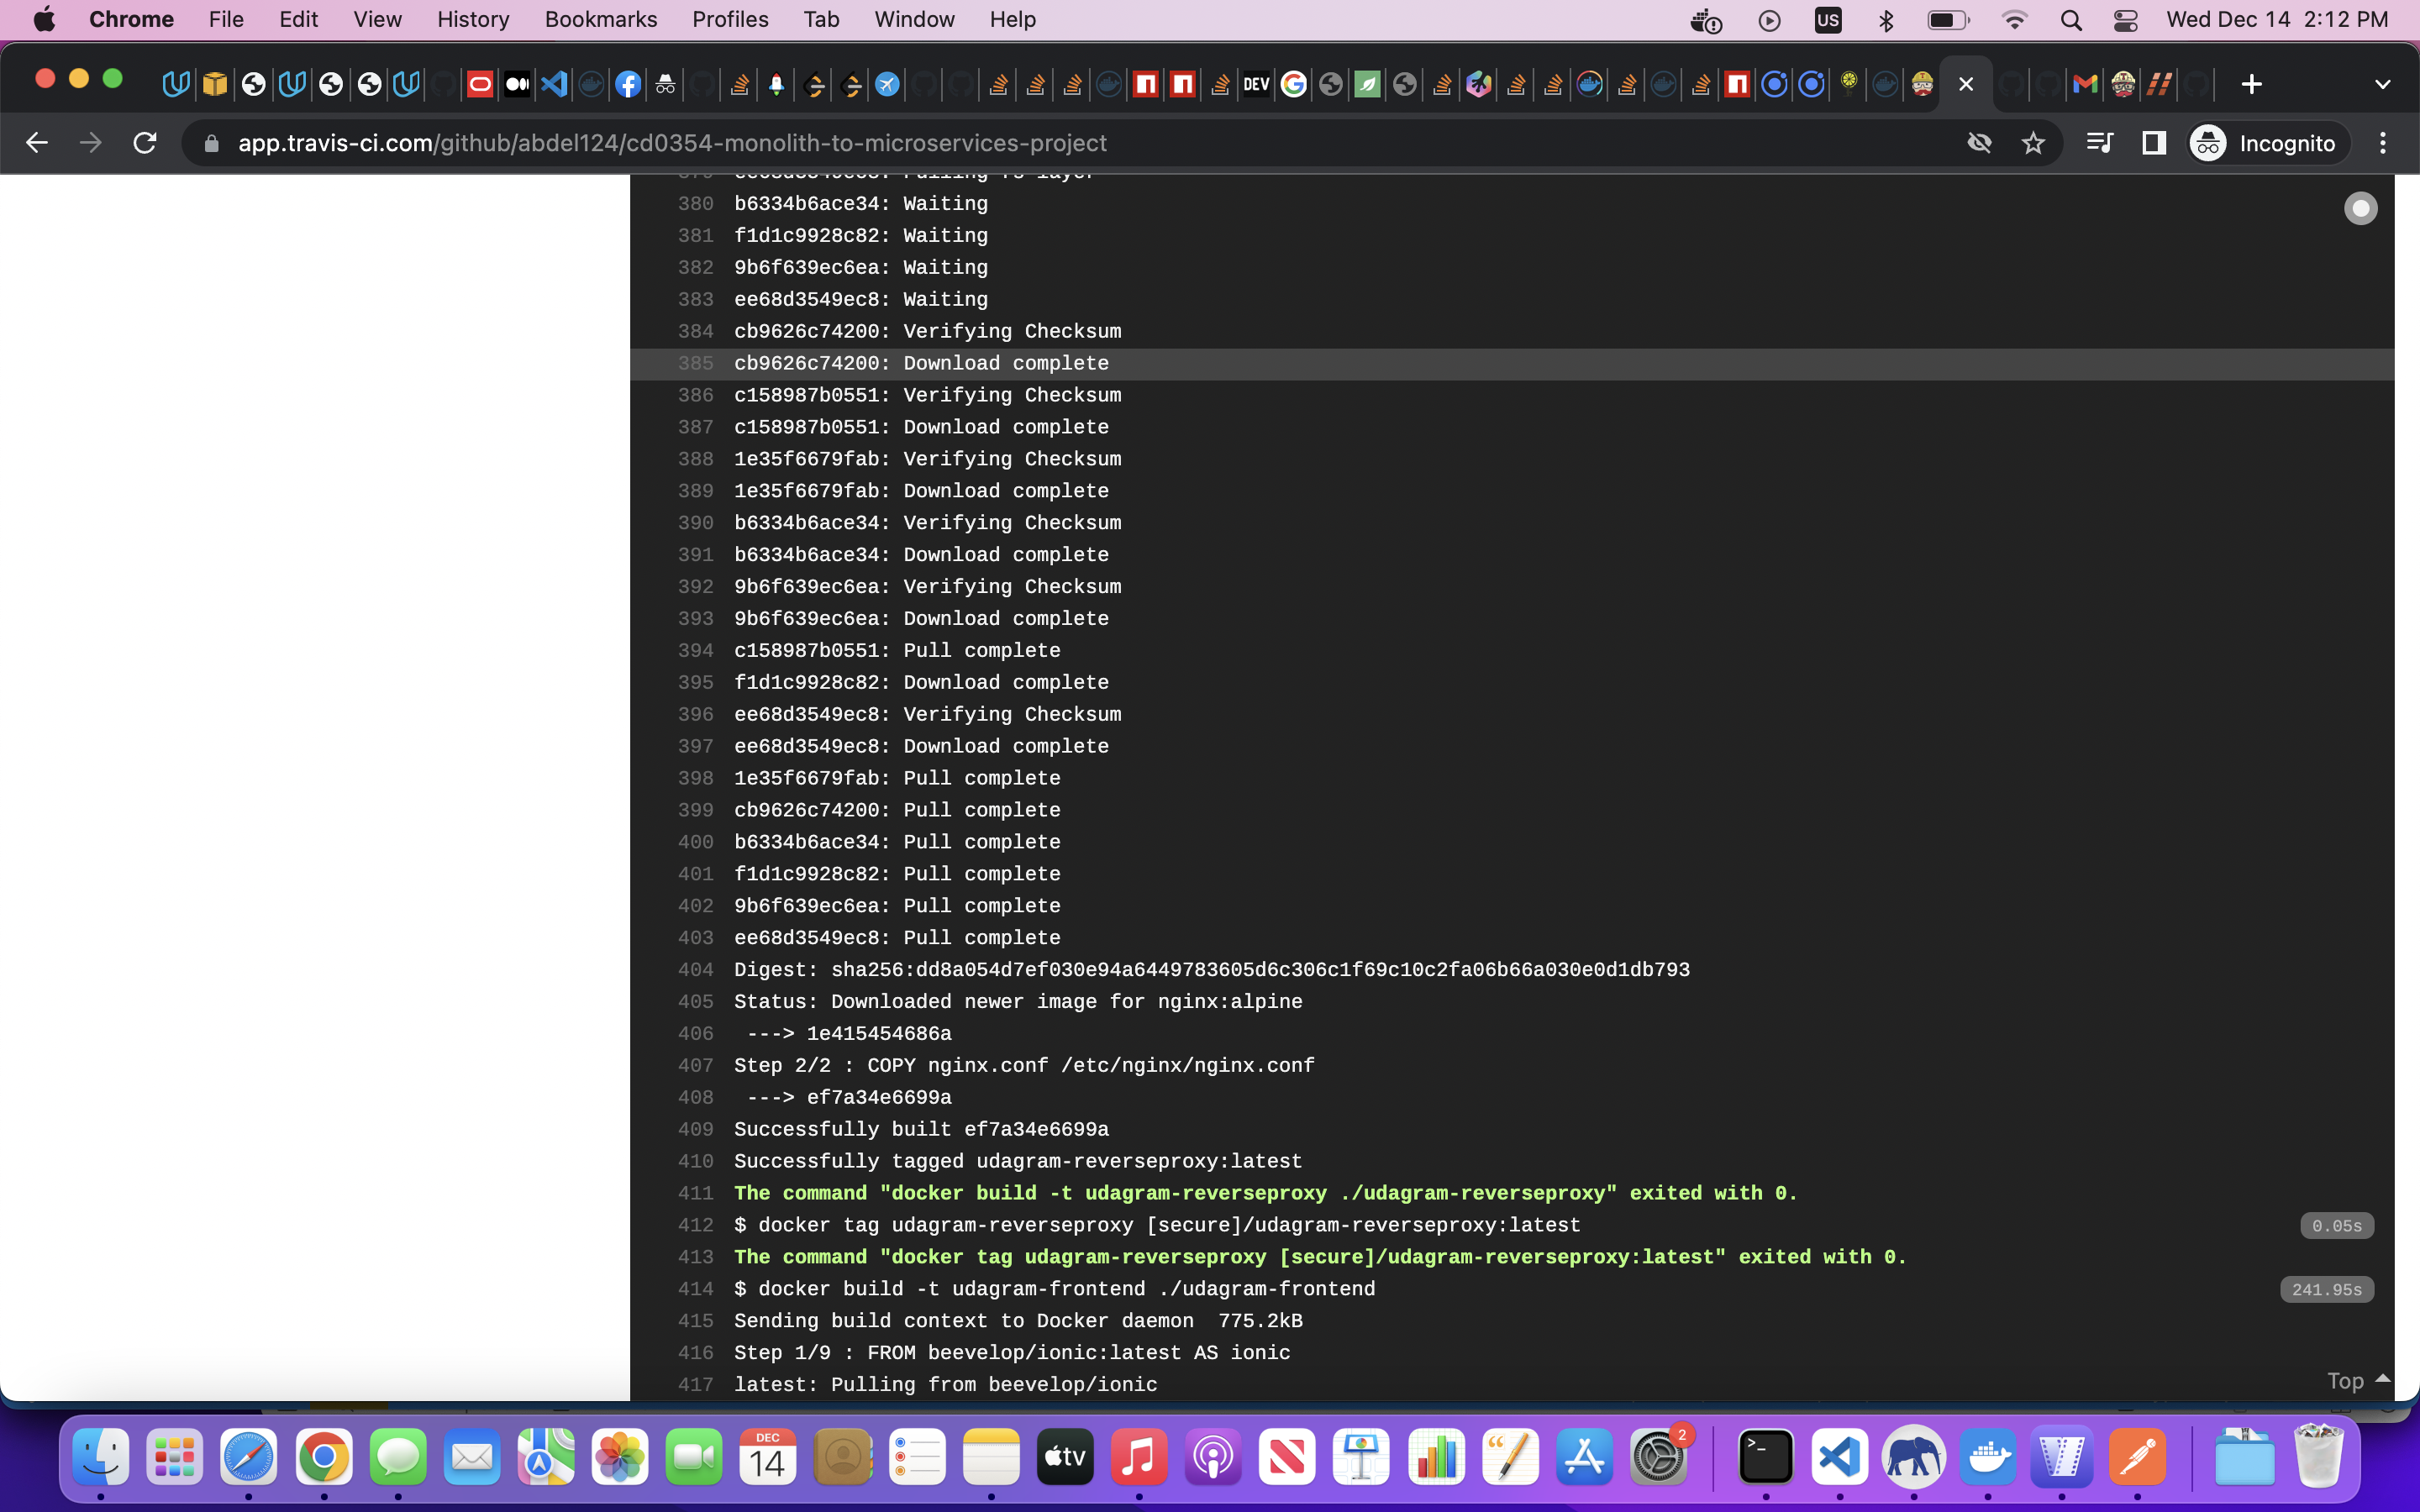 Chrome File Edit View History Bookmarks Profiles Tab Window Help US Wed Dec 14 2:12 PM
DEV
app.travis-ci.com/github/abdel124/cd0354-monolith-to-microservices-project Incognito
380 b6334b6ace34: Waiting
381 f1d1c9928c82: Waiting
382 9b6f639ec6ea: Waiting
383 ee68d3549ec8: Waiting
384 cb9626c74200: Verifying Checksum
385 cb9626c74200: Download complete
386 c158987b0551: Verifying Checksum
387 c158987b0551: Download complete
388 1e35f6679fab: Verifying Checksum
389 1e35f6679fab: Download complete
390 b6334b6ace34: Verifying Checksum
391 b6334b6ace34: Download complete
392 9b6f639ec6ea: Verifying Checksum
393 9b6f639ec6ea: Download complete
394 c158987b0551: Pull complete
395 f1d1c9928c82: Download complete
396 ee68d3549ec8: Verifying Checksum
397 ee68d3549ec8: Download complete
398 1e35f6679fab: Pull complete
399 cb9626c74200: Pull complete
400 b6334b6ace34: Pull complete
401 f1d1c9928c82: Pull complete
402 9b6f639ec6ea: Pull complete
403 ee68d3549ec8: Pull complete
404 Digest: sha256:dd8a054d7ef030e94a6449783605d6c306c1f69c10c2fa06b66a030e0d1db793
405 Status: Downloaded newer image for nginx:alpine
406 ---> 1e415454686a
407 Step 2/2 : COPY nginx.conf /etc/nginx/nginx.conf
408 ---> ef7a34e6699a
409 Successfully built ef7a34e6699a
410 Successfully tagged udagram-reverseproxy:latest
411 The command "docker build -t udagram-reverseproxy ./udagram-reverseproxy" exited with 0.
412 $ docker tag udagram-reverseproxy [secure]/udagram-reverseproxy:latest 0.05s
413 The command "docker tag udagram-reverseproxy [secure]/udagram-reverseproxy:latest" exited with 0.
414 $ docker build -t udagram-frontend ./udagram-frontend 241.95s
415 Sending build context to Docker daemon 775.2kB
416 Step 1/9 : FROM beevelop/ionic:latest AS ionic
417 latest: Pulling from beevelop/ionic
Top
DEC
14
tv
2